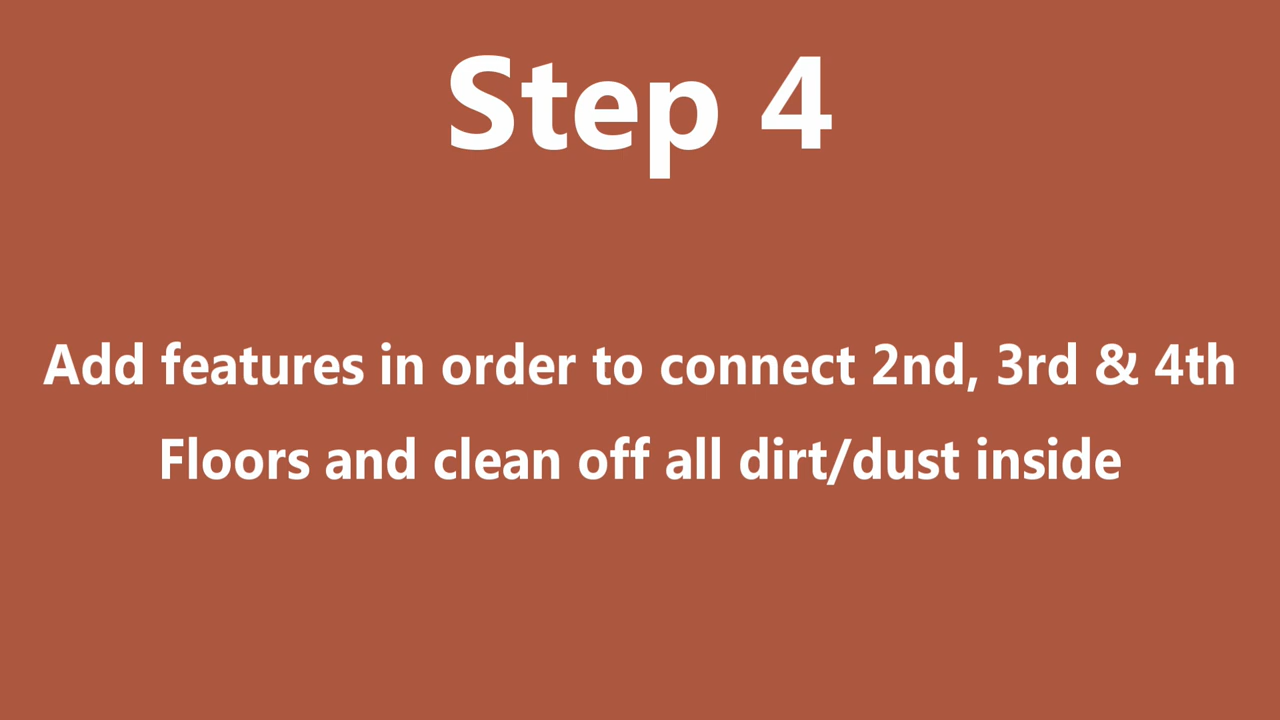 Step 4
Add features in order to connect 2nd, 3rd & 4th
Floors and clean off all dirt/dust inside